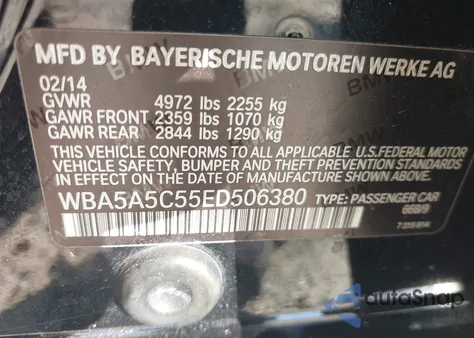 MFD BY BAYERISCHE MOTOREN WERKE AG
02/14
GVWR 4972 lbs 2255 kg
GAWR FRONT 2359 lbs 1070 kg
GAWR REAR 2844 lbs 1290 kg
THIS VEHICLE CONFORMS TO ALL APPLICABLE U.S.FEDERAL MOTOR
VEHICLE SAFETY, BUMPER AND THEFT PREVENTION STANDARDS
IN EFFECT ON THE DATE OF MANUFACTURE SHOWN ABOVE.
WBA5A5C55ED506380 TYPE: PASSENGER CAR
668/9
autoSnap